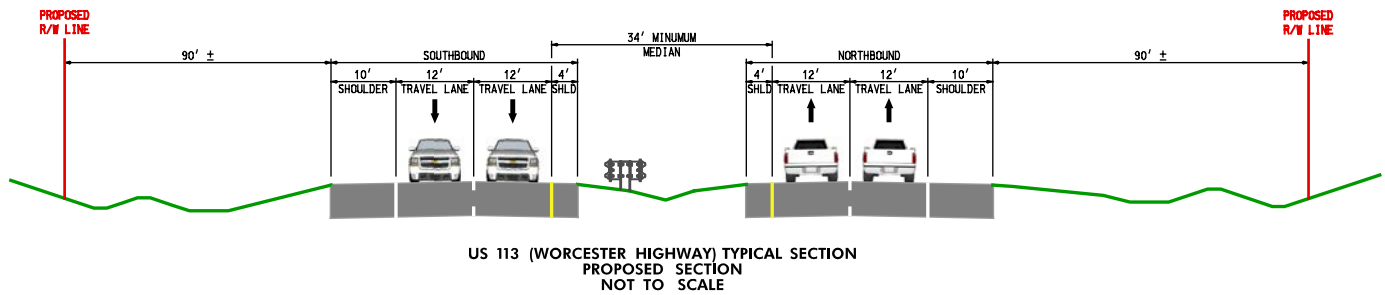 PROPOSED
R/W LINE
PROPOSED
R/W LINE
34' MINUMUM
MEDIAN
90' ±
SOUTHBOUND
NORTHBOUND
90' ±
10'
SHOULDER
12'
TRAVEL LANE
12'
TRAVEL LANE
4'
SHLD
4'
SHLD
12'
TRAVEL LANE
12'
TRAVEL LANE
10'
SHOULDER
US 113 (WORCESTER HIGHWAY) TYPICAL SECTION
PROPOSED SECTION
NOT TO SCALE